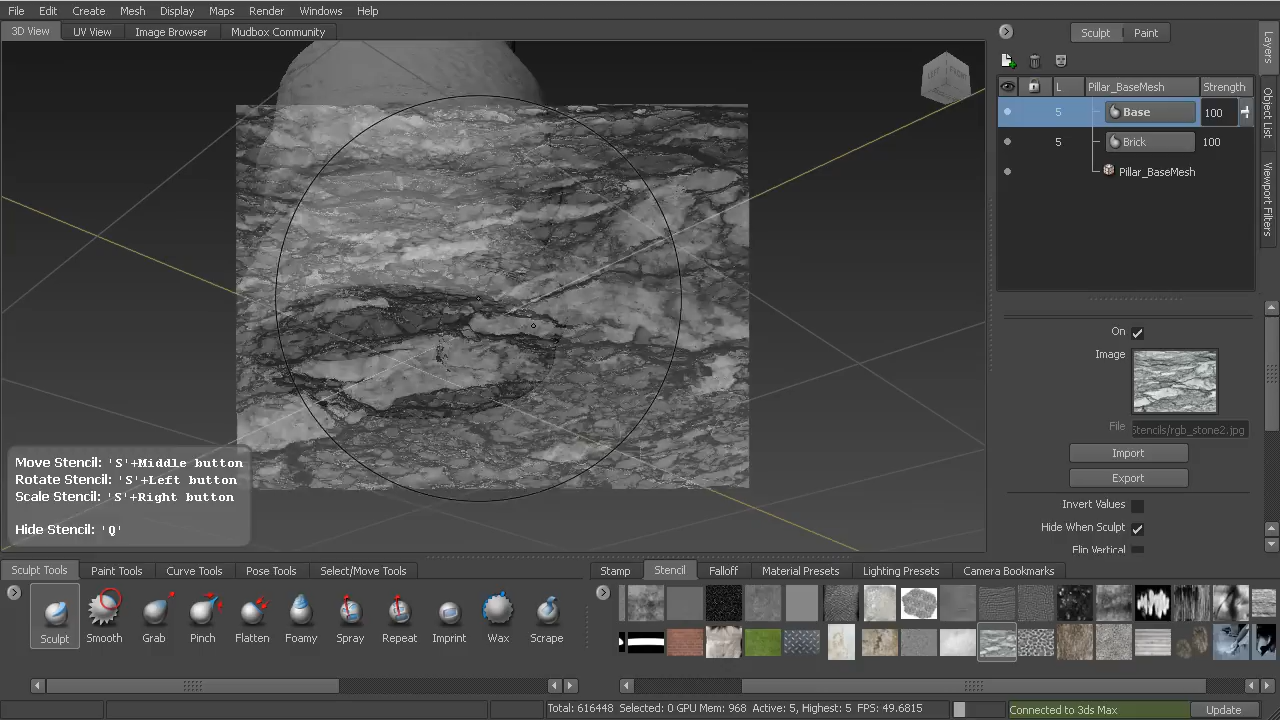 File Edit Create Mesh Display Maps Render Windows Help
3D View UV View Image Browser Mudbox Community
Sculpt Paint
L Pillar_BaseMesh Strength
5 Base 100
5 Brick 100
Pillar_BaseMesh
Layers
Object List
Viewport Filters
On
Image
File Stencils/rgb_stone2.jpg
Import
Export
Invert Values
Hide When Sculpt
Flip Vertical
Move Stencil: 'S'+Middle button
Rotate Stencil: 'S'+Left button
Scale Stencil: 'S'+Right button
Hide Stencil: 'Q'
Sculpt Tools Paint Tools Curve Tools Pose Tools Select/Move Tools
Stamp Stencil Falloff Material Presets Lighting Presets Camera Bookmarks
Sculpt Smooth Grab Pinch Flatten Foamy Spray Repeat Imprint Wax Scrape
Total: 616448 Selected: 0 GPU Mem: 968 Active: 5, Highest: 5 FPS: 49.6815
Connected to 3ds Max Update